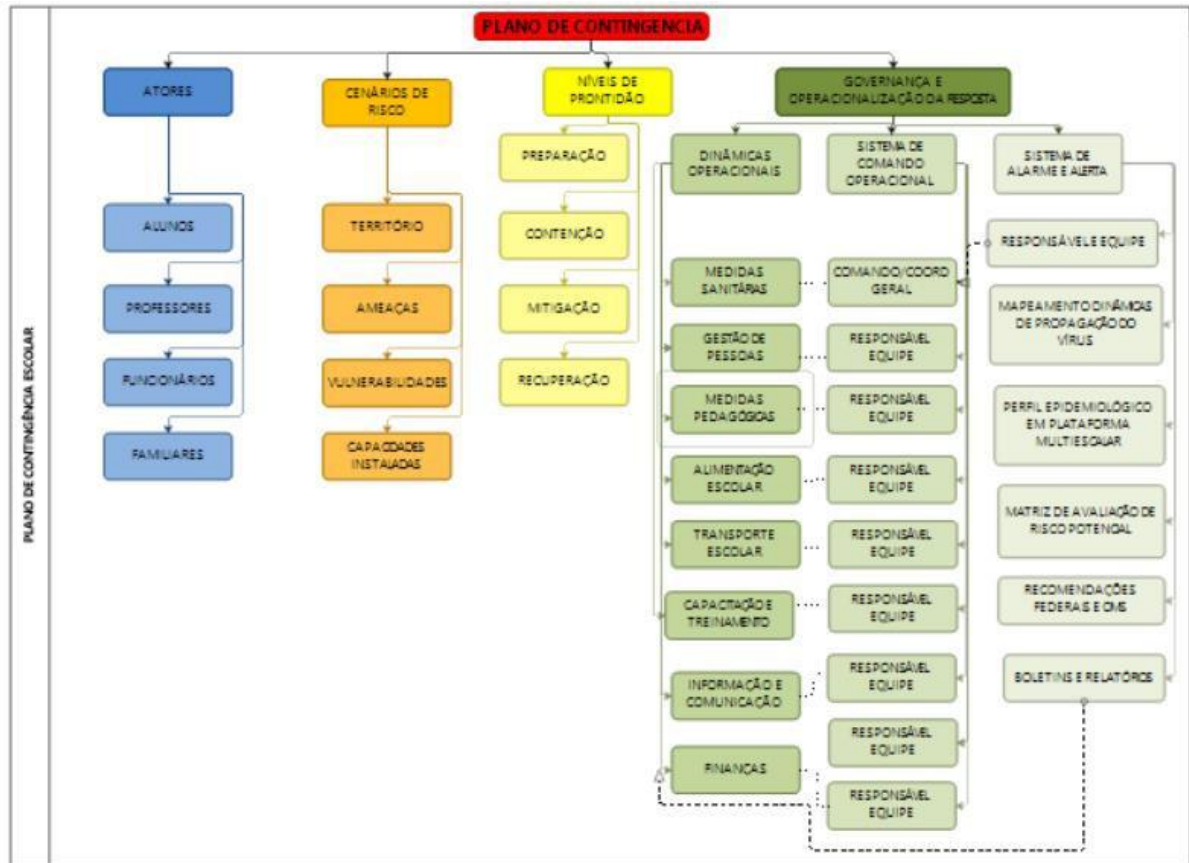 PLANO DE CONTINGÊNCIA ESCOLAR
PLANO DE CONTINGENCIA
ATORES
ALUNOS
PROFESSORES
FUNCIONÁRIOS
FAMILIARES
CENÁRIOS DE
RISCO
TERRITÓRIO
AMEAÇAS
VULNERABILIDADES
CAPACIDADES
INSTALADAS
NÍVEIS DE
PRONTIDÃO
PREPARAÇÃO
CONTENÇÃO
MITIGAÇÃO
RECUPERAÇÃO
GOVERNANÇA E
OPERACIONALIZAÇÃO DA RESPOSTA
DINÂMICAS
OPERACIONAIS
MEDIDAS
SANITÁRIAS
GESTÃO DE
PESSOAS
MEDIDAS
PEDAGÓGICAS
ALIMENTAÇÃO
ESCOLAR
TRANSPORTE
ESCOLAR
CAPACITAÇÃO E
TREINAMENTO
INFORMAÇÃO E
COMUNICAÇÃO
FINANÇAS
SISTEMA DE
COMANDO
OPERACIONAL
COMANDO/COORD
GERAL
RESPONSÁVEL
EQUIPE
RESPONSÁVEL
EQUIPE
RESPONSÁVEL
EQUIPE
RESPONSÁVEL
EQUIPE
RESPONSÁVEL
EQUIPE
RESPONSÁVEL
EQUIPE
RESPONSÁVEL
EQUIPE
RESPONSÁVEL
EQUIPE
SISTEMA DE
ALARME E ALERTA
RESPONSÁVEL E EQUIPE
MAPEAMENTO DINÂMICAS
DE PROPAGAÇÃO DO
VÍRUS
PERFIL EPIDEMIOLÓGICO
EM PLATAFORMA
MULTIESCALAR
MATRIZ DE AVALIAÇÃO DE
RISCO POTENCAL
RECOMENDAÇÕES
FEDERAIS E OMS
BOLETINS E RELATÓRIOS